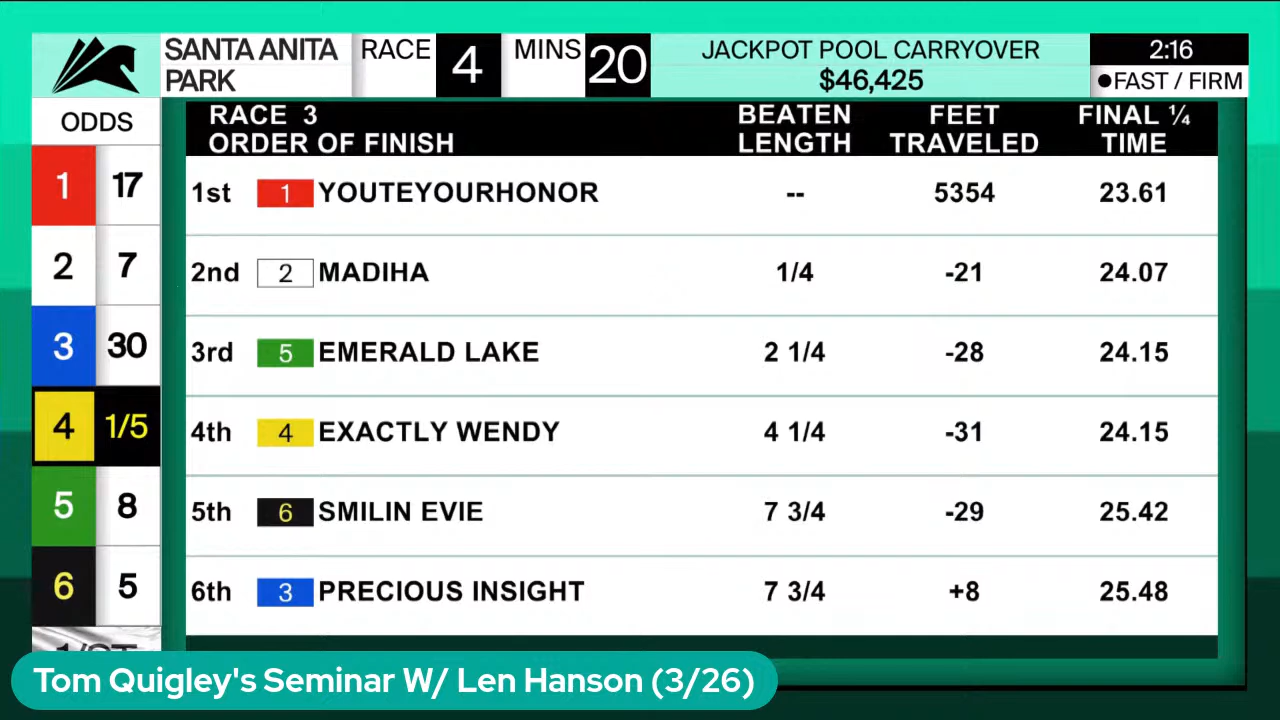 SANTA ANITA
PARK
RACE 4
MINS 20
JACKPOT POOL CARRYOVER
$46,425
2:16
FAST / FIRM
ODDS
1 17
2 7
3 30
4 1/5
5 8
6 5
1/ST
RACE 3
ORDER OF FINISH
BEATEN
LENGTH
FEET
TRAVELED
FINAL ¼
TIME
1st 1 YOUTEYOURHONOR -- 5354 23.61
2nd 2 MADIHA 1/4 -21 24.07
3rd 5 EMERALD LAKE 2 1/4 -28 24.15
4th 4 EXACTLY WENDY 4 1/4 -31 24.15
5th 6 SMILIN EVIE 7 3/4 -29 25.42
6th 3 PRECIOUS INSIGHT 7 3/4 +8 25.48
Tom Quigley's Seminar W/ Len Hanson (3/26)